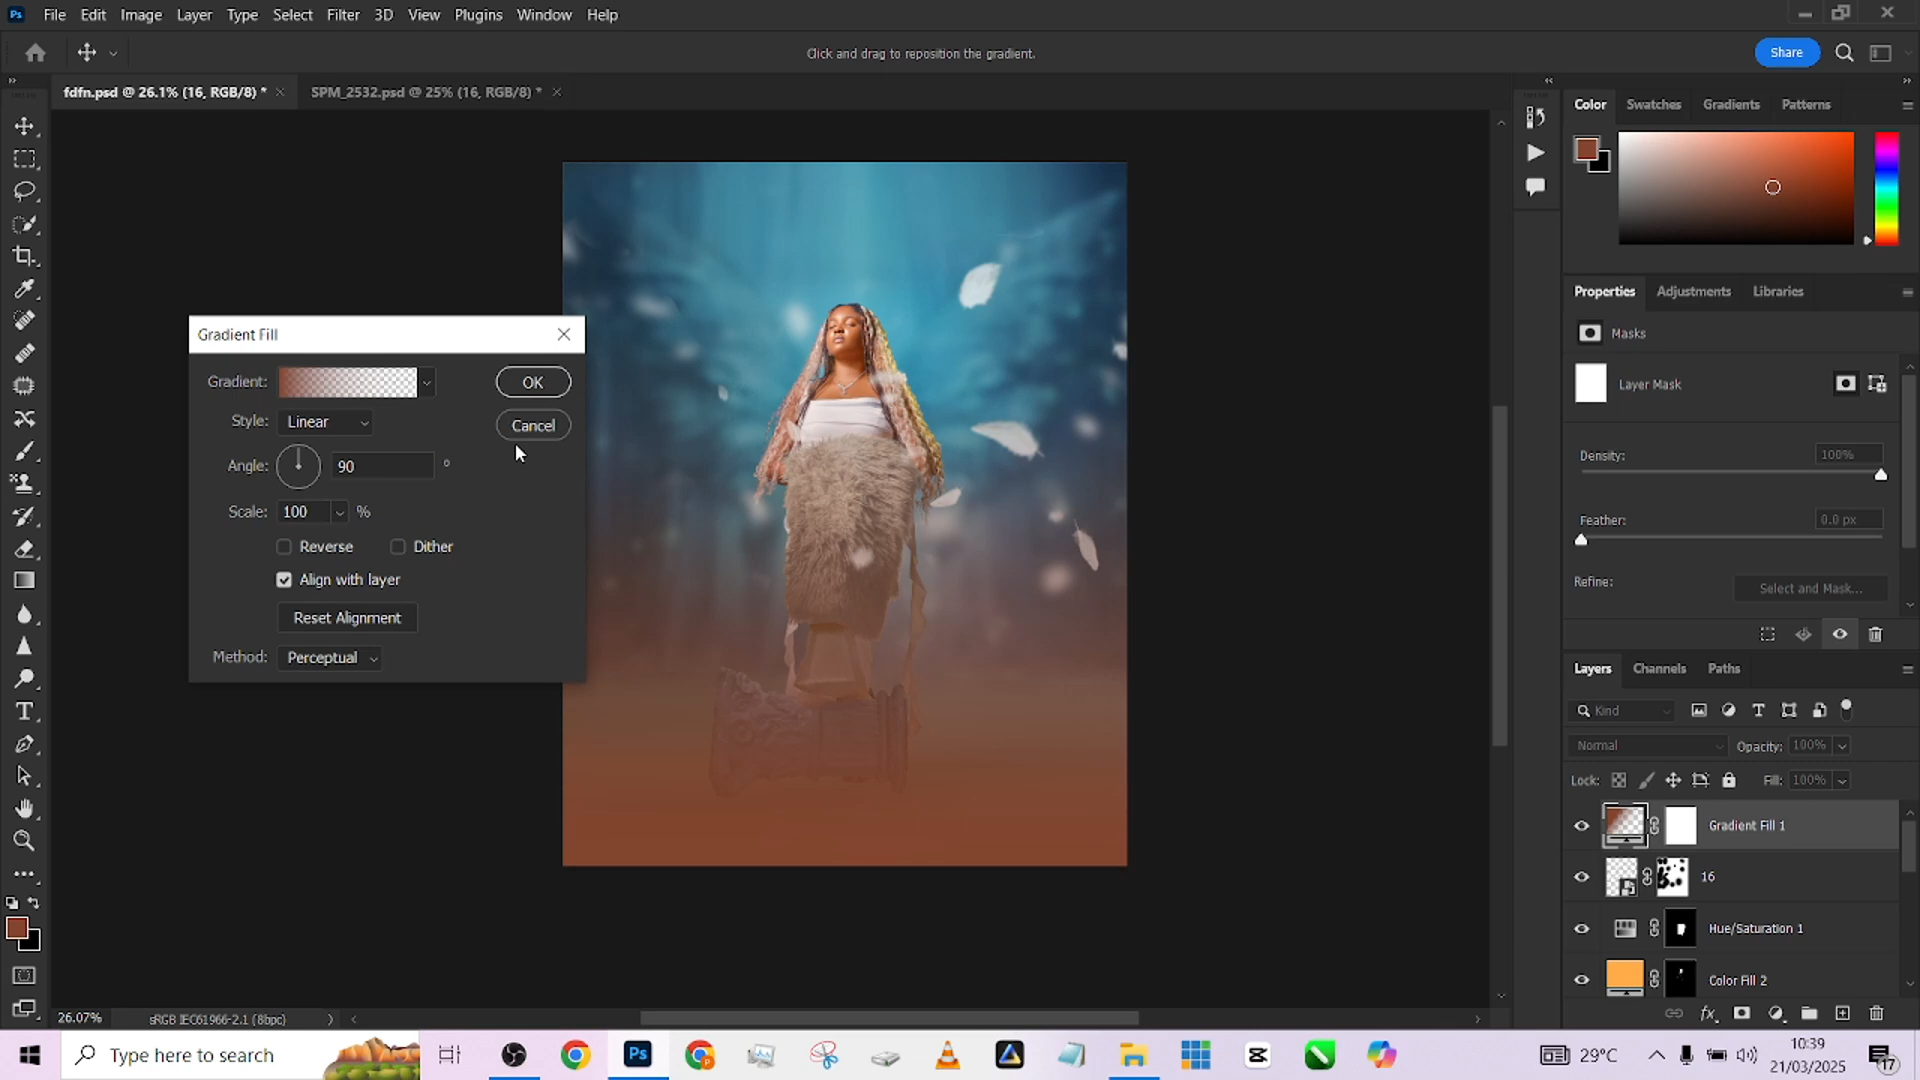 Ps File Edit Image Layer Type Select Filter 3D View Plugins Window Help
Click and drag to reposition the gradient.
Share
fdfn.psd @ 26.1% (16, RGB/8) *
SPM_2532.psd @ 25% (16, RGB/8) *
Color Swatches Gradients Patterns
Properties Adjustments Libraries
Masks
Layer Mask
Density: 100%
Feather: 0.0 px
Refine: Select and Mask...
Gradient Fill
Gradient: OK
Style: Linear
Cancel
Angle: 90 °
Scale: 100 %
Reverse Dither
Align with layer
Reset Alignment
Method: Perceptual
Layers Channels Paths
Kind
Normal Opacity: 100%
Lock: Fill: 100%
Gradient Fill 1
16
Hue/Saturation 1
Color Fill 2
fx
26.07% sRGB IEC61966-2.1 (8bpc)
Type here to search
Ps
29°C
10:39
21/03/2025
17